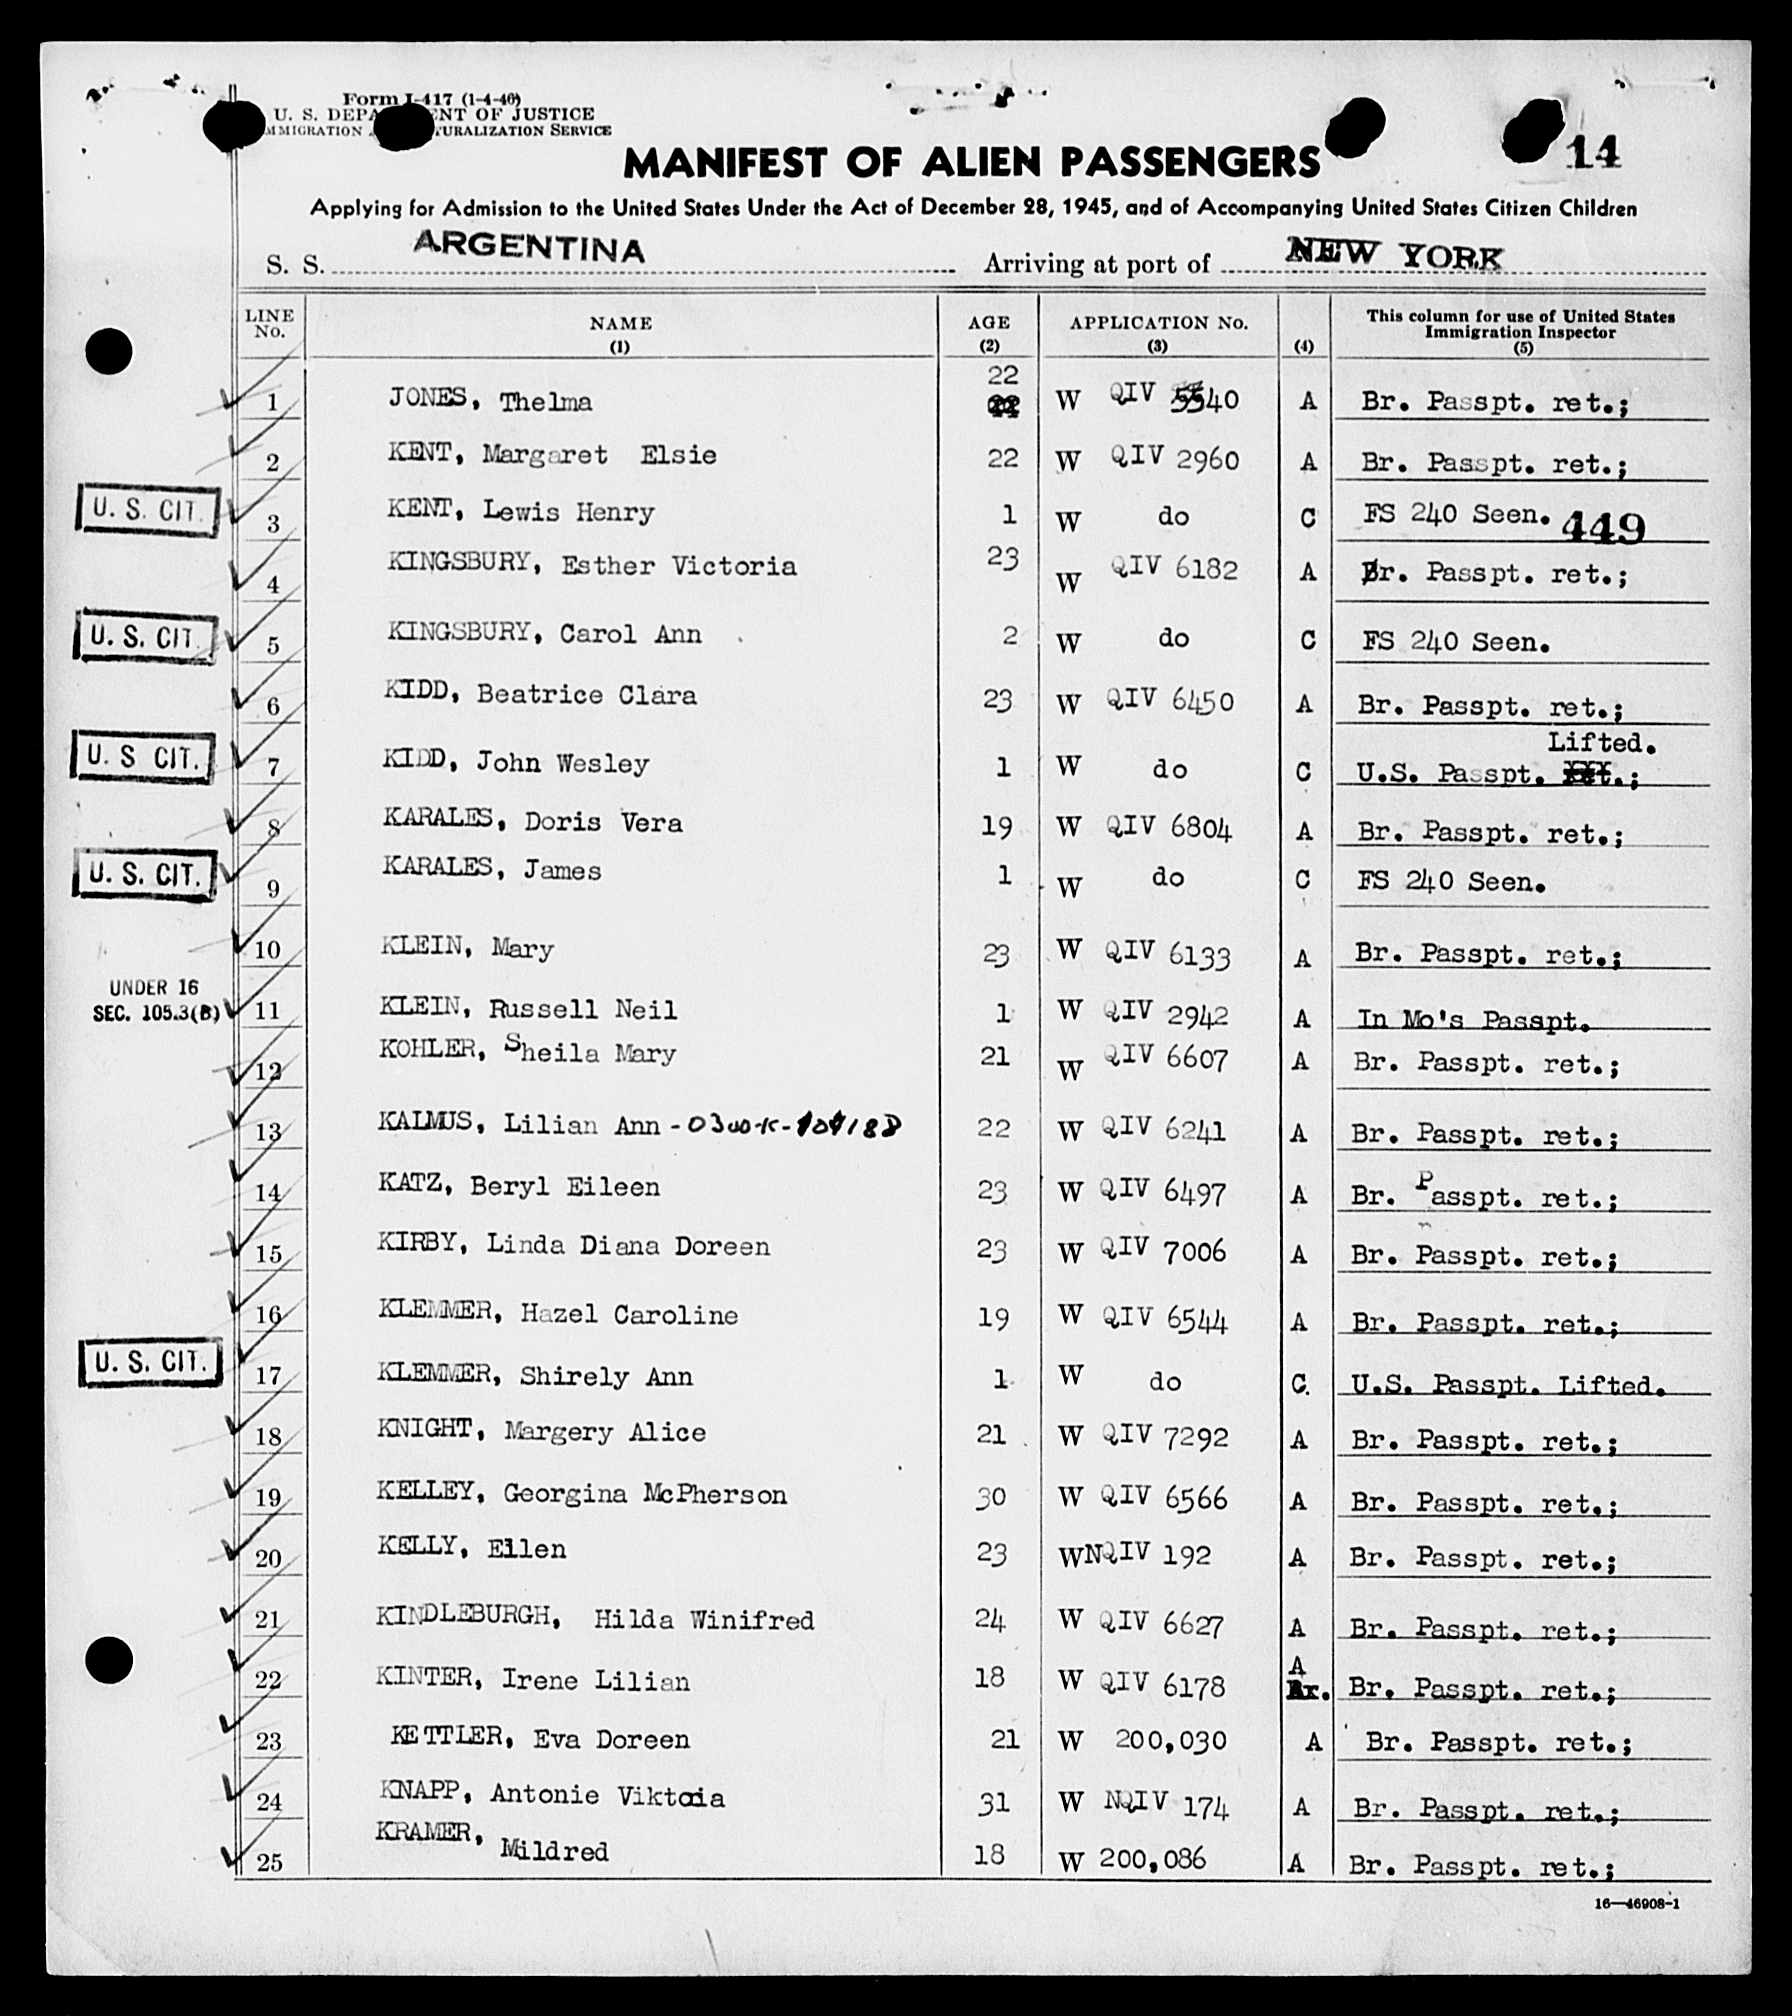 Form I-417 (1-4-46)
U. S. DEPA ENT OF JUSTICE
MMIGRATION TURALIZATION SERVICE
14
MANIFEST OF ALIEN PASSENGERS
Applying for Admission to the United States Under the Act of December 28, 1945, and of Accompanying United States Citizen Children
S. S. ARGENTINA Arriving at port of NEW YORK
LINE No. NAME (1) AGE (2) APPLICATION No. (3) (4) This column for use of United States Immigration Inspector (5)
1 JONES, Thelma 22 W QIV 5540 A Br. Passpt. ret.;
2 KENT, Margaret Elsie 22 W QIV 2960 A Br. Passpt. ret.;
U. S. CIT. 3 KENT, Lewis Henry 1 W do C FS 240 Seen. 449
4 KINGSBURY, Esther Victoria 23 W QIV 6182 A Br. Passpt. ret.;
U. S. CIT. 5 KINGSBURY, Carol Ann 2 W do C FS 240 Seen.
6 KIDD, Beatrice Clara 23 W QIV 6450 A Br. Passpt. ret.;
Lifted.
U. S CIT. 7 KIDD, John Wesley 1 W do C U.S. Passpt. ;
8 KARALES, Doris Vera 19 W QIV 6804 A Br. Passpt. ret.;
U. S. CIT. 9 KARALES, James 1 W do C FS 240 Seen.
10 KLEIN, Mary 23 W QIV 6133 A Br. Passpt. ret.;
UNDER 16
SEC. 105.3(B) 11 KLEIN, Russell Neil 1 W QIV 2942 A In Mo's Passpt.
12 KOHLER, Sheila Mary 21 W QIV 6607 A Br. Passpt. ret.;
13 KALMUS, Lilian Ann 22 W QIV 6241 A Br. Passpt. ret.;
14 KATZ, Beryl Eileen 23 W QIV 6497 A Br. Passpt. ret.;
15 KIRBY, Linda Diana Doreen 23 W QIV 7006 A Br. Passpt. ret.;
16 KLEMMER, Hazel Caroline 19 W QIV 6544 A Br. Passpt. ret.;
U. S. CIT. 17 KLEMMER, Shirely Ann 1 W do C. U.S. Passpt. Lifted.
18 KNIGHT, Margery Alice 21 W QIV 7292 A Br. Passpt. ret.;
19 KELLEY, Georgina McPherson 30 W QIV 6566 A Br. Passpt. ret.;
20 KELLY, Ellen 23 W NQIV 192 A Br. Passpt. ret.;
21 KINDLEBURGH, Hilda Winifred 24 W QIV 6627 A Br. Passpt. ret.;
22 KINTER, Irene Lilian 18 W QIV 6178 A Br. Passpt. ret.;
23 KETTLER, Eva Doreen 21 W 200,030 A Br. Passpt. ret.;
24 KNAPP, Antonie Viktoia 31 W NQIV 174 A Br. Passpt. ret.;
25 KRAMER, Mildred 18 W 200,086 A Br. Passpt. ret.;
16—46908-1